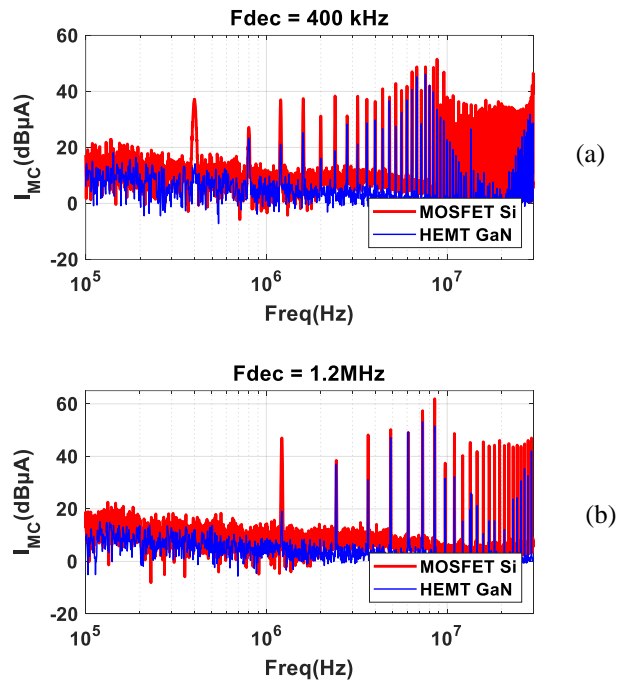 Fdec = 400 kHz
60
40
20
0
-20
I_MC(dBµA)
MOSFET Si
HEMT GaN
10^5
10^6
10^7
Freq(Hz)
(a)
Fdec = 1.2MHz
60
40
20
0
-20
I_MC(dBµA)
MOSFET Si
HEMT GaN
10^5
10^6
10^7
Freq(Hz)
(b)